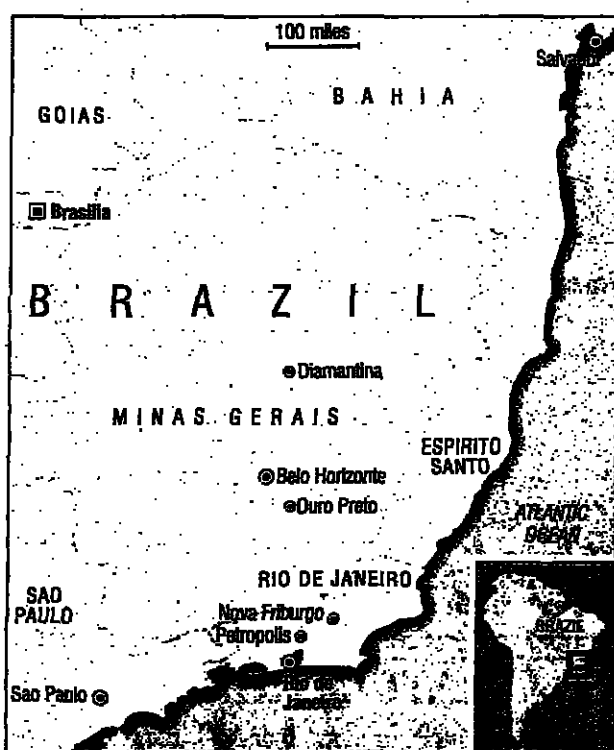 100 miles
Salvador
BAHIA
GOIAS
Brasilia
BRAZIL
Diamantina
MINAS GERAIS
ESPIRITO
SANTO
Belo Horizonte
Ouro Preto
ATLANTIC
OCEAN
RIO DE JANEIRO
SAO
PAULO
Nova Friburgo
Petropolis
BRAZIL
Rio de
Janeiro
Sao Paulo